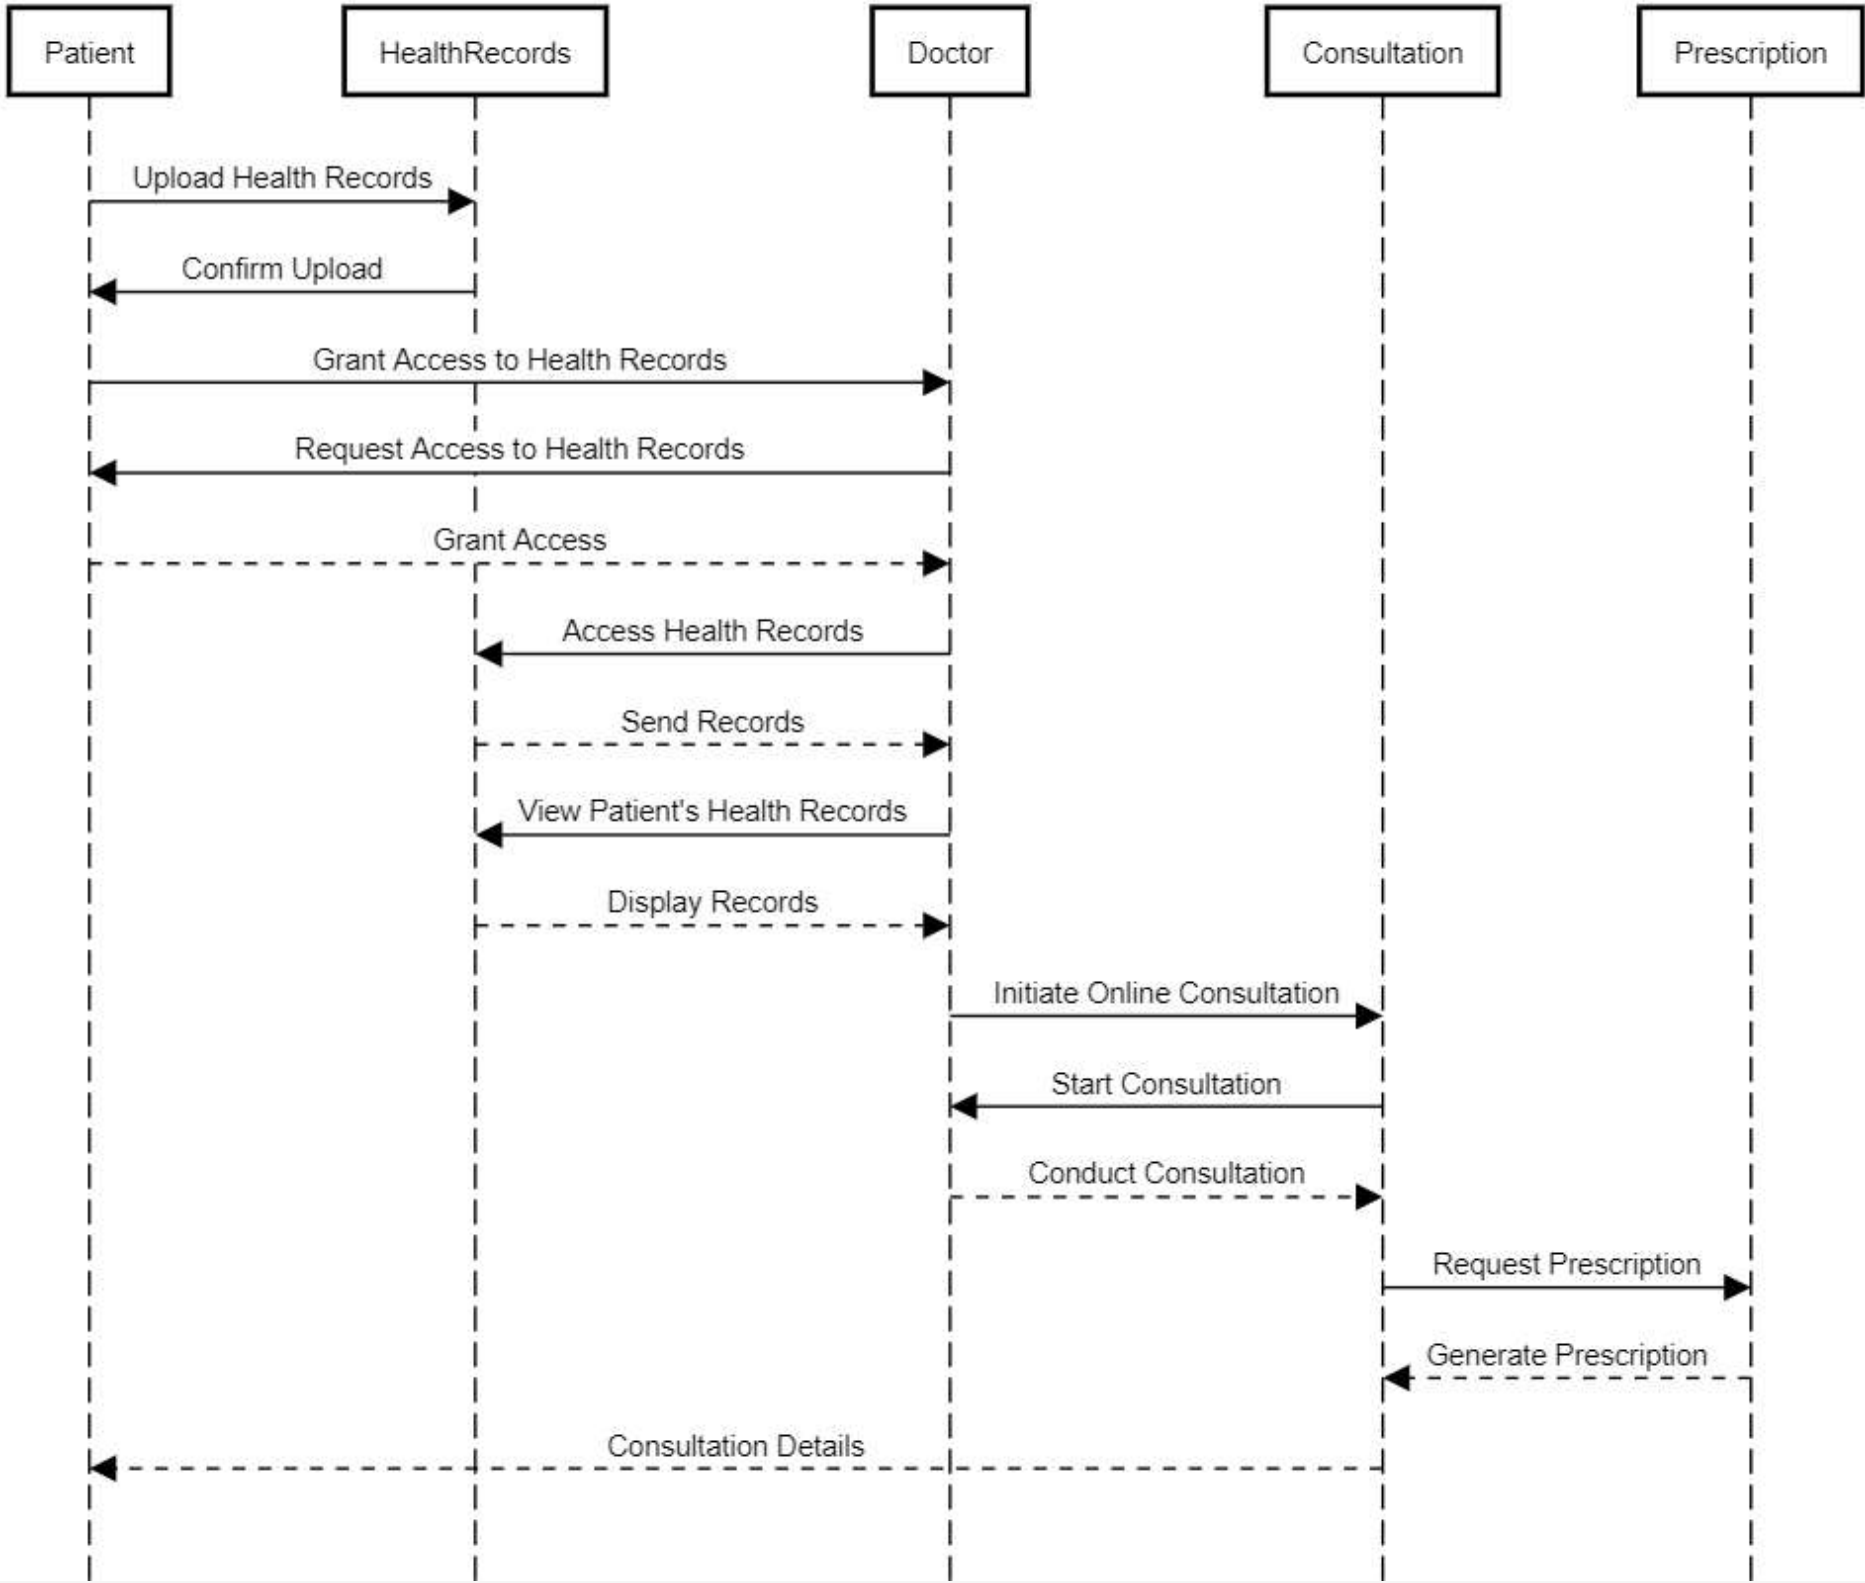 Patient
HealthRecords
Doctor
Consultation
Prescription
Upload Health Records
Confirm Upload
Grant Access to Health Records
Request Access to Health Records
Grant Access
Access Health Records
Send Records
View Patient's Health Records
Display Records
Initiate Online Consultation
Start Consultation
Conduct Consultation
Request Prescription
Generate Prescription
Consultation Details